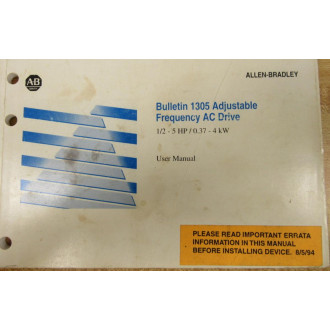 AB
ALLEN-BRADLEY
Bulletin 1305 Adjustable
Frequency AC Drive
1/2 - 5 HP / 0.37 - 4 kW
User Manual
PLEASE READ IMPORTANT ERRATA
INFORMATION IN THIS MANUAL
BEFORE INSTALLING DEVICE. 8/5/94